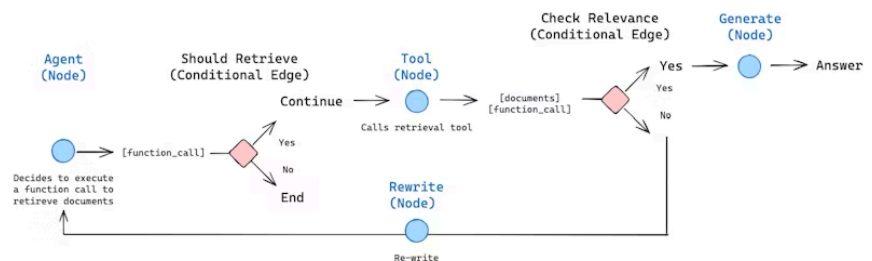 Agent
(Node)
Should Retrieve
(Conditional Edge)
Tool
(Node)
Check Relevance
(Conditional Edge)
Generate
(Node)
Continue
Yes
Yes
Answer
[documents]
[function_call]
Calls retrieval tool
No
[function_call]
Yes
No
End
Decides to execute
a function call to
retireve documents
Rewrite
(Node)
Re-write